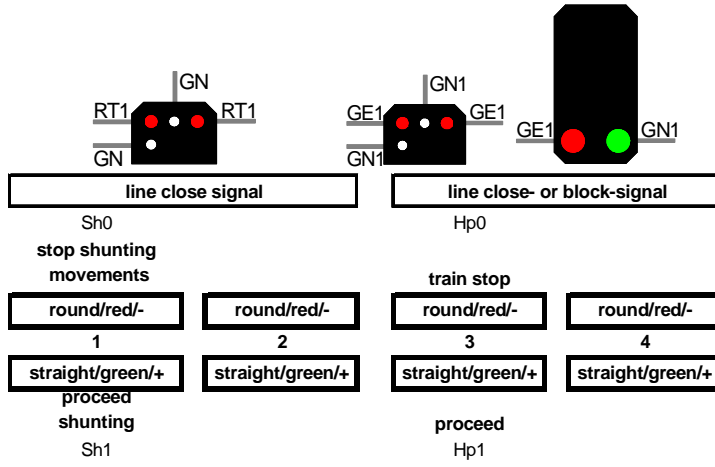 GN
RT1 RT1
GN
GN1
GE1 GE1
GN1
GE1 GN1
line close signal line close- or block-signal
Sh0 Hp0
stop shunting
movements train stop
round/red/- round/red/- round/red/- round/red/-
1 2 3 4
straight/green/+ straight/green/+ straight/green/+ straight/green/+
proceed
shunting proceed
Sh1 Hp1